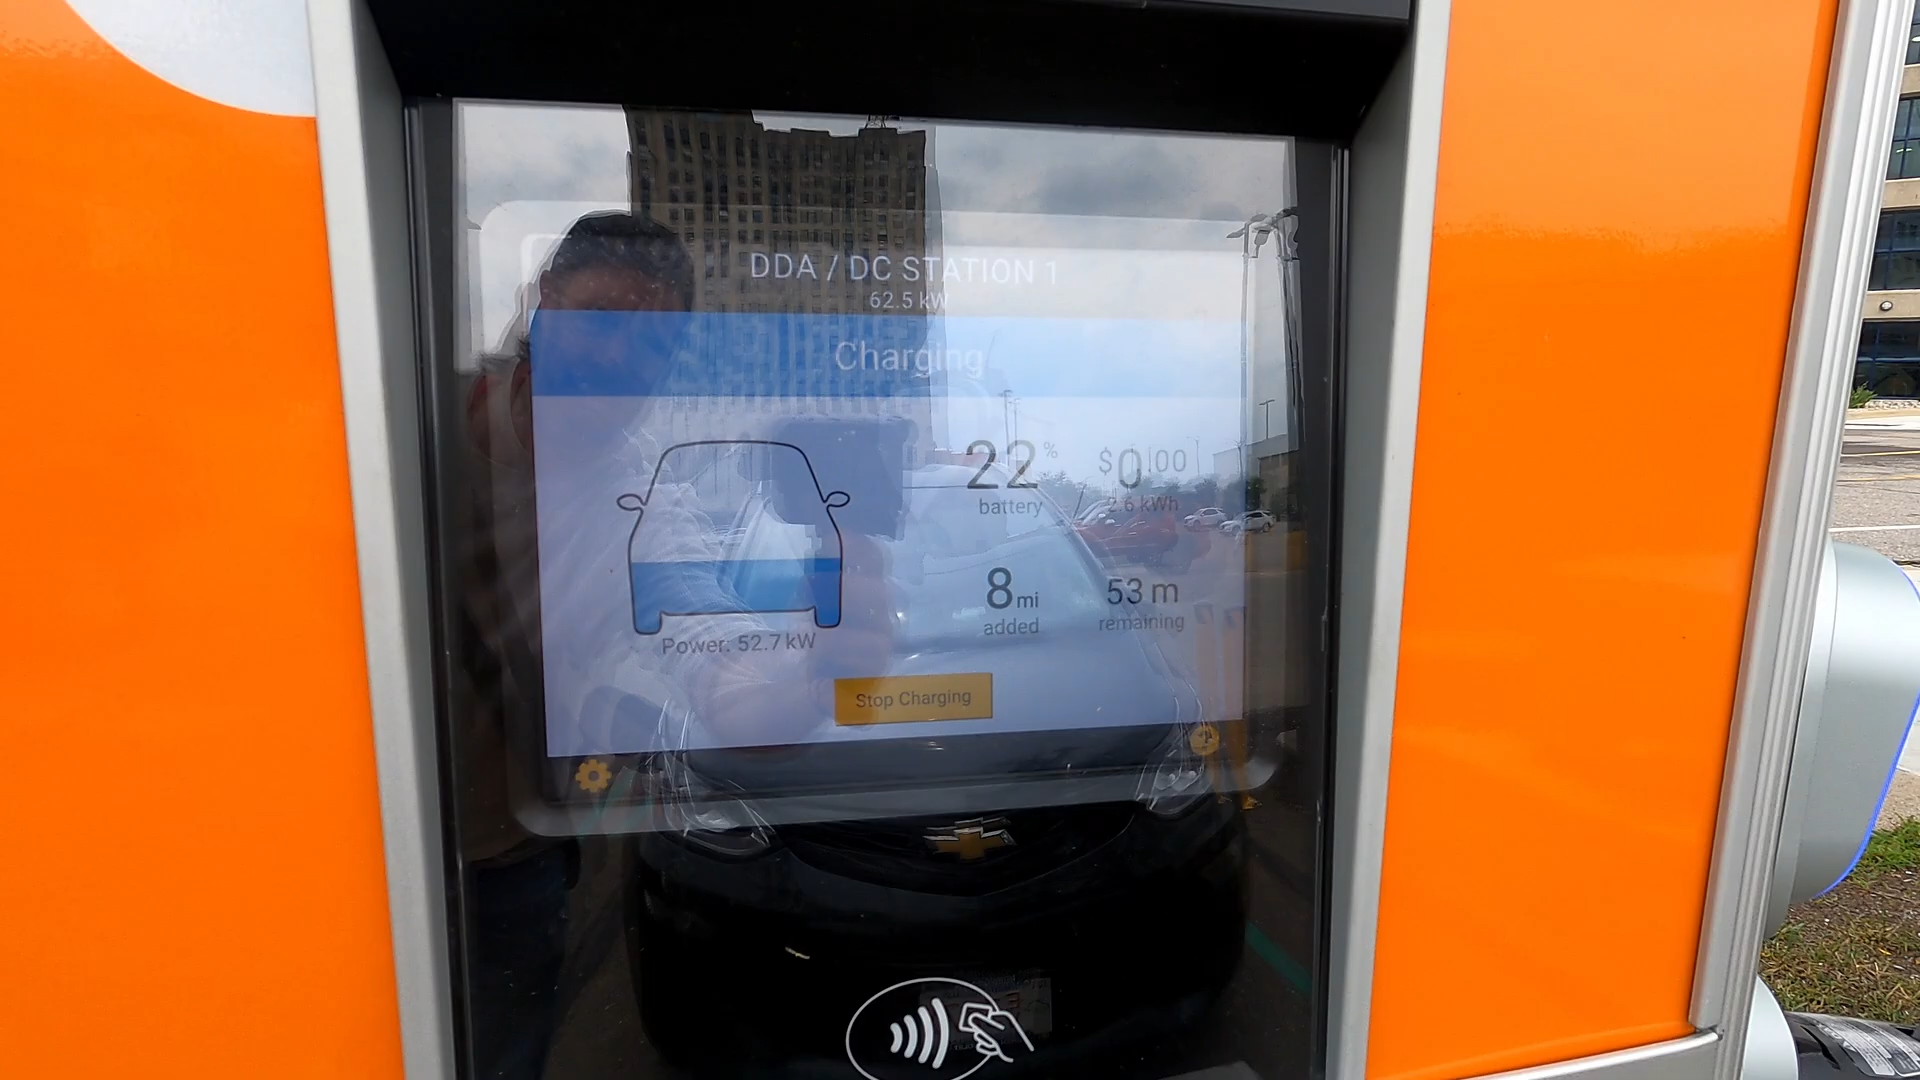 DDA / DC STATION 1
62.5 kW
Charging
22 %
battery
$0.00
2.6 kWh
8 mi
added
53 m
remaining
Power: 52.7 kW
Stop Charging